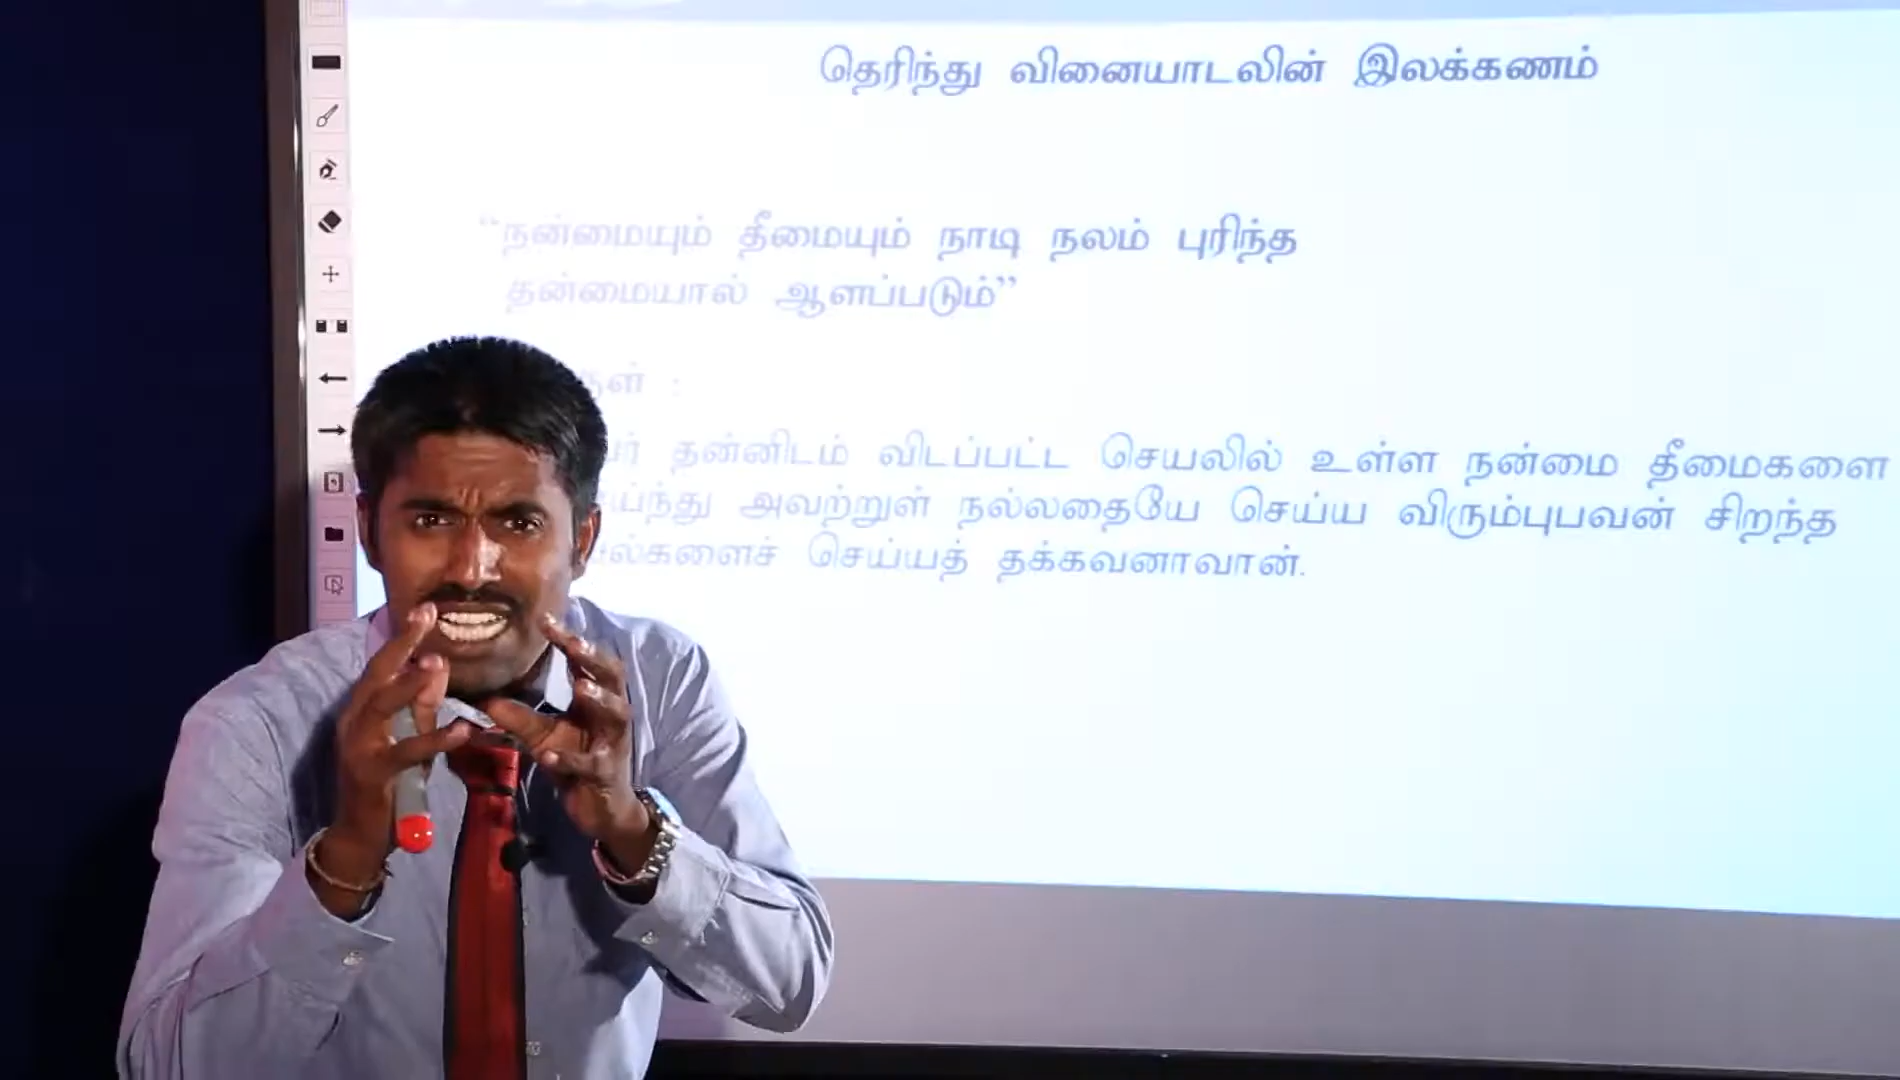 தெரிந்து வினையாடலின் இலக்கணம்
“நன்மையும் தீமையும் நாடி நலம் புரிந்த
தன்மையால் ஆளப்படும்”
:
தன்னிடம் விடப்பட்ட செயலில் உள்ள நன்மை தீமைகளை
அவற்றுள் நல்லதையே செய்ய விரும்புபவன் சிறந்த
செய்யத் தக்கவனாவான்.